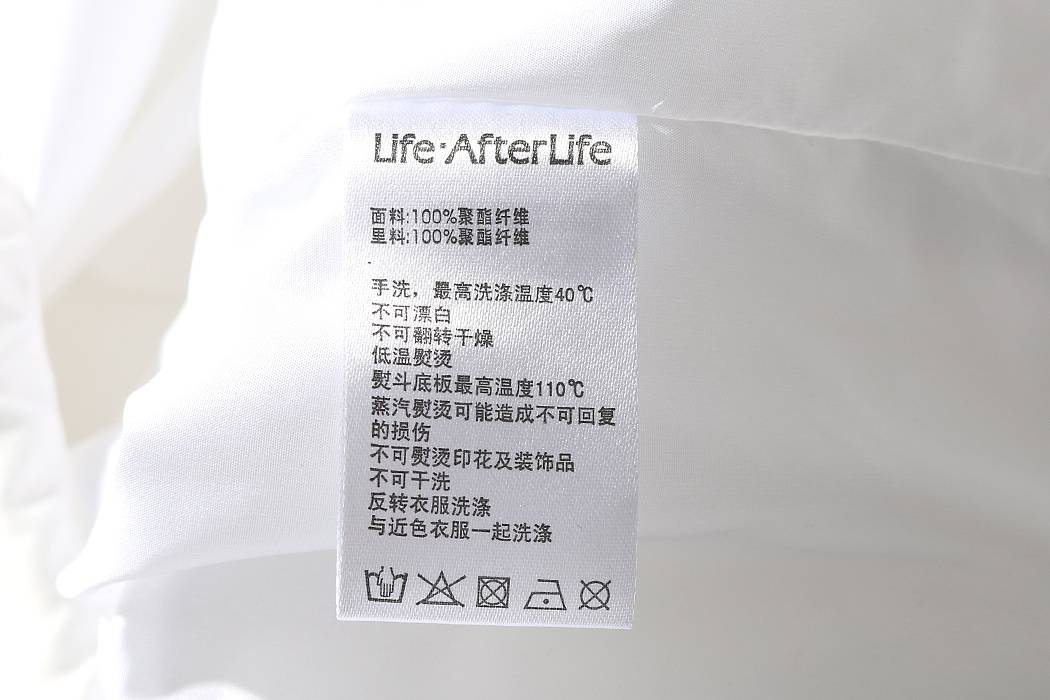 Life·AfterLife
面料:100%聚酯纤维
里料:100%聚酯纤维
手洗，最高洗涤温度40℃
不可漂白
不可翻转干燥
低温熨烫
熨斗底板最高温度110℃
蒸汽熨烫可能造成不可回复
的损伤
不可熨烫印花及装饰品
不可干洗
反转衣服洗涤
与近色衣服一起洗涤